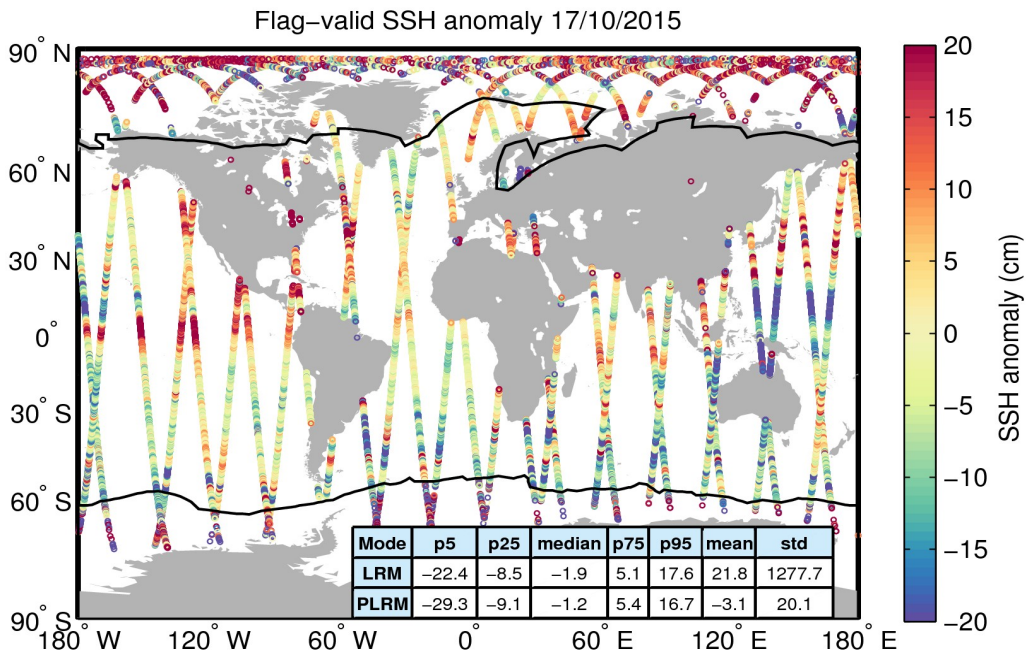 Flag−valid SSH anomaly 17/10/2015
90° N
60° N
30° N
0°
30° S
60° S
90° S
180° W 120° W 60° W 0° 60° E 120° E 180° E
Mode p5 p25 median p75 p95 mean std
LRM −22.4 −8.5 −1.9 5.1 17.6 21.8 1277.7
PLRM −29.3 −9.1 −1.2 5.4 16.7 −3.1 20.1
20
15
10
5
0
−5
−10
−15
−20
SSH anomaly (cm)